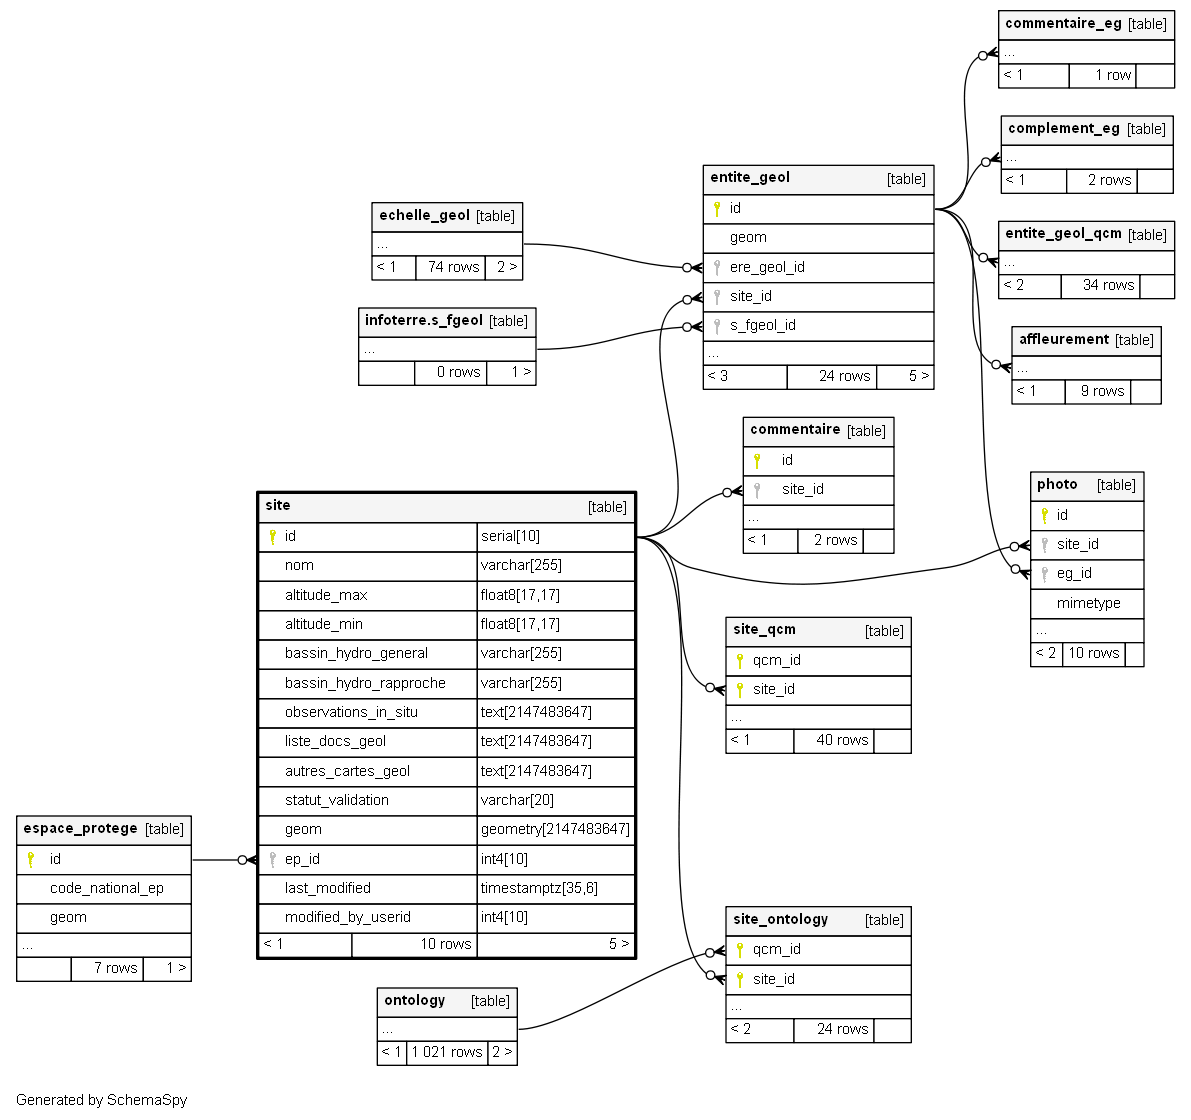 commentaire_eg [table]
...
< 1 1 row
complement_eg [table]
...
< 1 2 rows
entite_geol [table]
id
geom
ere_geol_id
site_id
s_fgeol_id
...
< 3 24 rows 5 >
echelle_geol [table]
...
< 1 74 rows 2 >
entite_geol_qcm [table]
...
< 2 34 rows
infoterre.s_fgeol [table]
...
0 rows 1 >
affleurement [table]
...
< 1 9 rows
commentaire [table]
id
site_id
...
< 1 2 rows
photo [table]
id
site_id
eg_id
mimetype
...
< 2 10 rows
site [table]
id serial[10]
nom varchar[255]
altitude_max float8[17,17]
altitude_min float8[17,17]
bassin_hydro_general varchar[255]
bassin_hydro_rapproche varchar[255]
observations_in_situ text[2147483647]
liste_docs_geol text[2147483647]
autres_cartes_geol text[2147483647]
statut_validation varchar[20]
geom geometry[2147483647]
ep_id int4[10]
last_modified timestamptz[35,6]
modified_by_userid int4[10]
< 1 10 rows 5 >
site_qcm [table]
qcm_id
site_id
...
< 1 40 rows
espace_protege [table]
id
code_national_ep
geom
...
7 rows 1 >
site_ontology [table]
qcm_id
site_id
...
< 2 24 rows
ontology [table]
...
< 1 1 021 rows 2 >
Generated by SchemaSpy